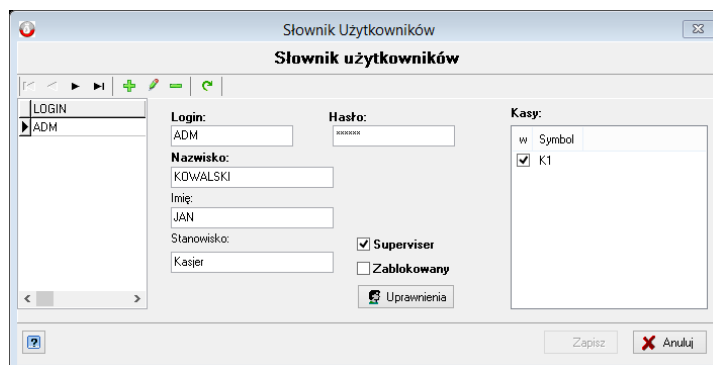 Słownik Użytkowników
Słownik użytkowników
LOGIN
ADM
Login:
Hasło:
ADM
******
Nazwisko:
KOWALSKI
Imię:
JAN
Stanowisko:
Kasjer
Superviser
Zablokowany
Uprawnienia
Kasy:
w Symbol
K1
Zapisz
Anuluj